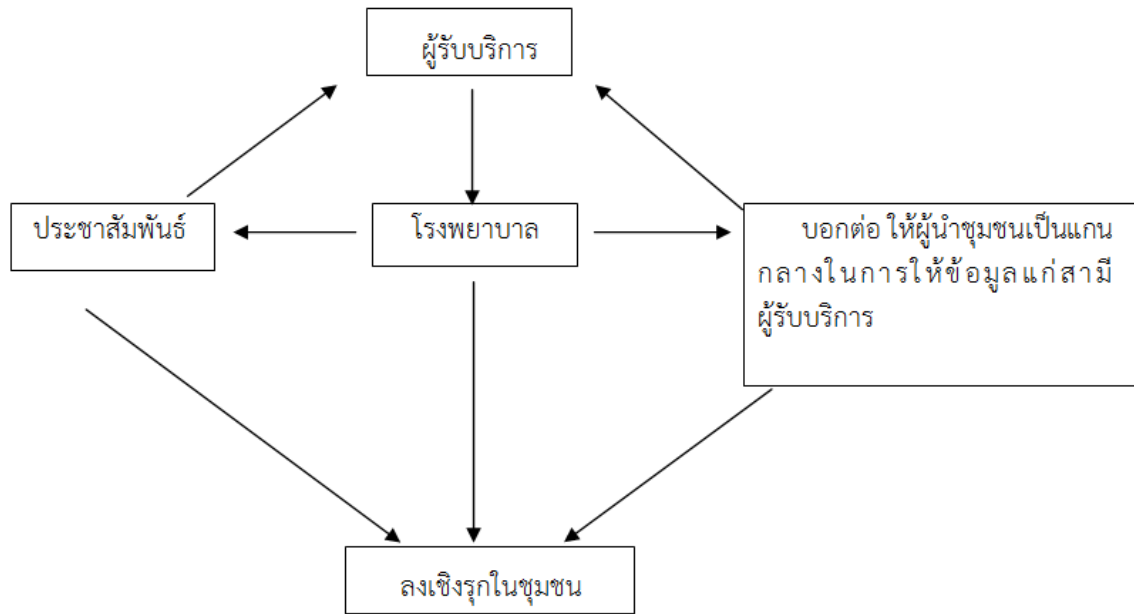 ผู้รับบริการ
ประชาสัมพันธ์
โรงพยาบาล
บอกต่อ ให้ผู้นำชุมชนเป็นแกน
กลางในการให้ข้อมูลแก่สามี
ผู้รับบริการ
ลงเชิงรุกในชุมชน